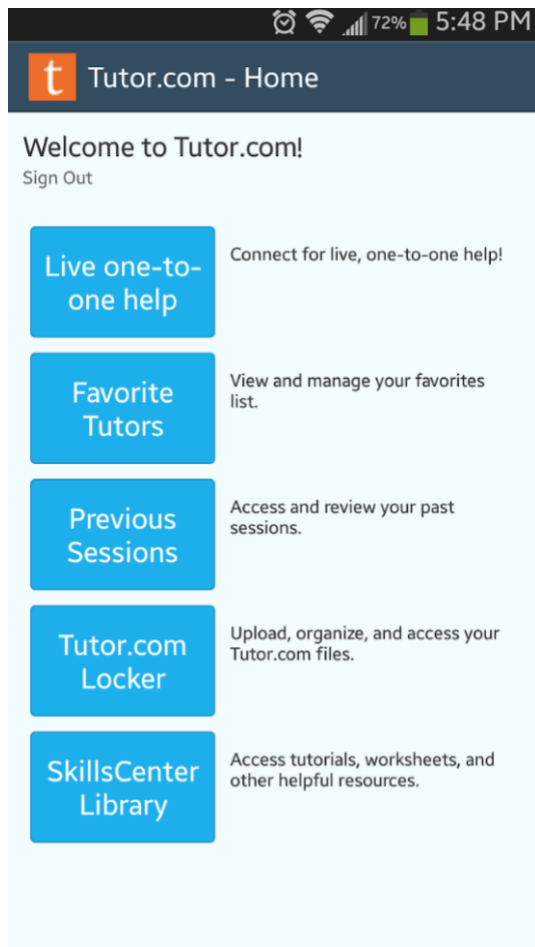 72% 5:48 PM
t Tutor.com - Home
Welcome to Tutor.com!
Sign Out
Live one-to-
one help
Connect for live, one-to-one help!
Favorite
Tutors
View and manage your favorites
list.
Previous
Sessions
Access and review your past
sessions.
Tutor.com
Locker
Upload, organize, and access your
Tutor.com files.
SkillsCenter
Library
Access tutorials, worksheets, and
other helpful resources.